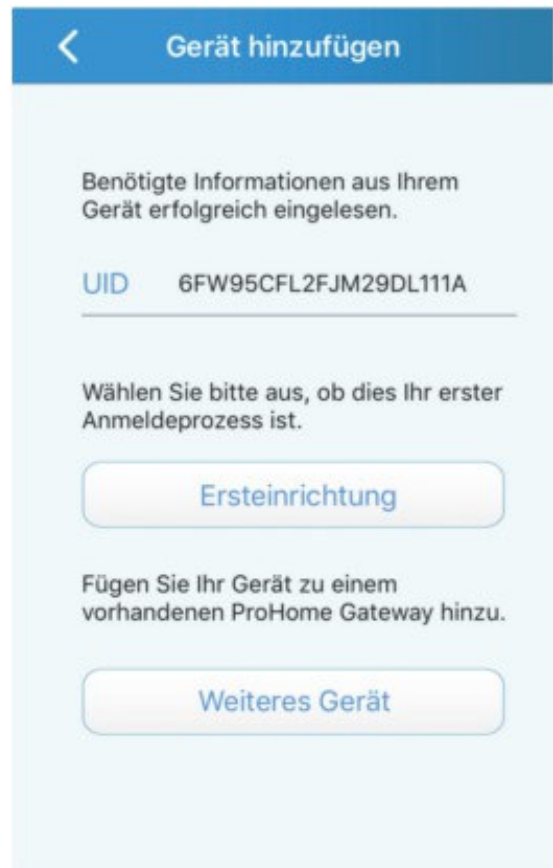 Gerät hinzufügen
Benötigte Informationen aus Ihrem
Gerät erfolgreich eingelesen.
UID 6FW95CFL2FJM29DL111A
Wählen Sie bitte aus, ob dies Ihr erster
Anmeldeprozess ist.
Ersteinrichtung
Fügen Sie Ihr Gerät zu einem
vorhandenen ProHome Gateway hinzu.
Weiteres Gerät